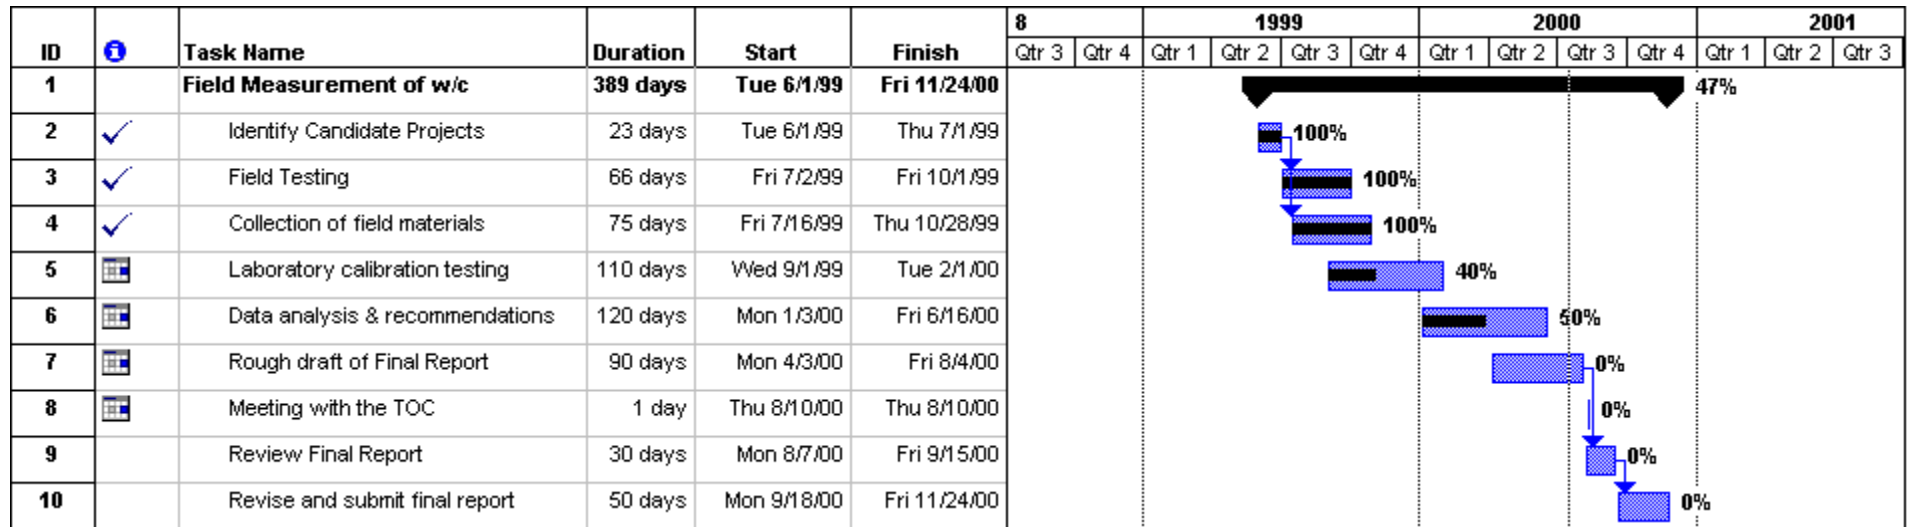 8 1999 2000 2001
ID Task Name Duration Start Finish Qtr 3 Qtr 4 Qtr 1 Qtr 2 Qtr 3 Qtr 4 Qtr 1 Qtr 2 Qtr 3 Qtr 4 Qtr 1 Qtr 2 Qtr 3
1 Field Measurement of w/c 389 days Tue 6/1/99 Fri 11/24/00 47%
2 Identify Candidate Projects 23 days Tue 6/1/99 Thu 7/1/99 100%
3 Field Testing 66 days Fri 7/2/99 Fri 10/1/99 100%
4 Collection of field materials 75 days Fri 7/16/99 Thu 10/28/99 100%
5 Laboratory calibration testing 110 days Wed 9/1/99 Tue 2/1/00 40%
6 Data analysis & recommendations 120 days Mon 1/3/00 Fri 6/16/00 50%
7 Rough draft of Final Report 90 days Mon 4/3/00 Fri 8/4/00 0%
8 Meeting with the TOC 1 day Thu 8/10/00 Thu 8/10/00 0%
9 Review Final Report 30 days Mon 8/7/00 Fri 9/15/00 0%
10 Revise and submit final report 50 days Mon 9/18/00 Fri 11/24/00 0%